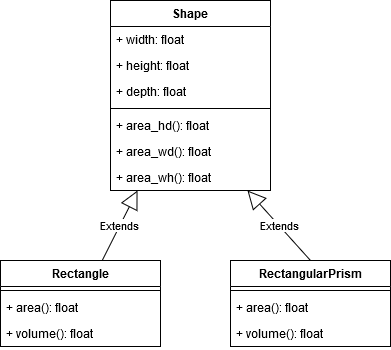 Shape
+ width: float
+ height: float
+ depth: float
+ area_hd(): float
+ area_wd(): float
+ area_wh(): float
Extends
Extends
Rectangle
+ area(): float
+ volume(): float
RectangularPrism
+ area(): float
+ volume(): float